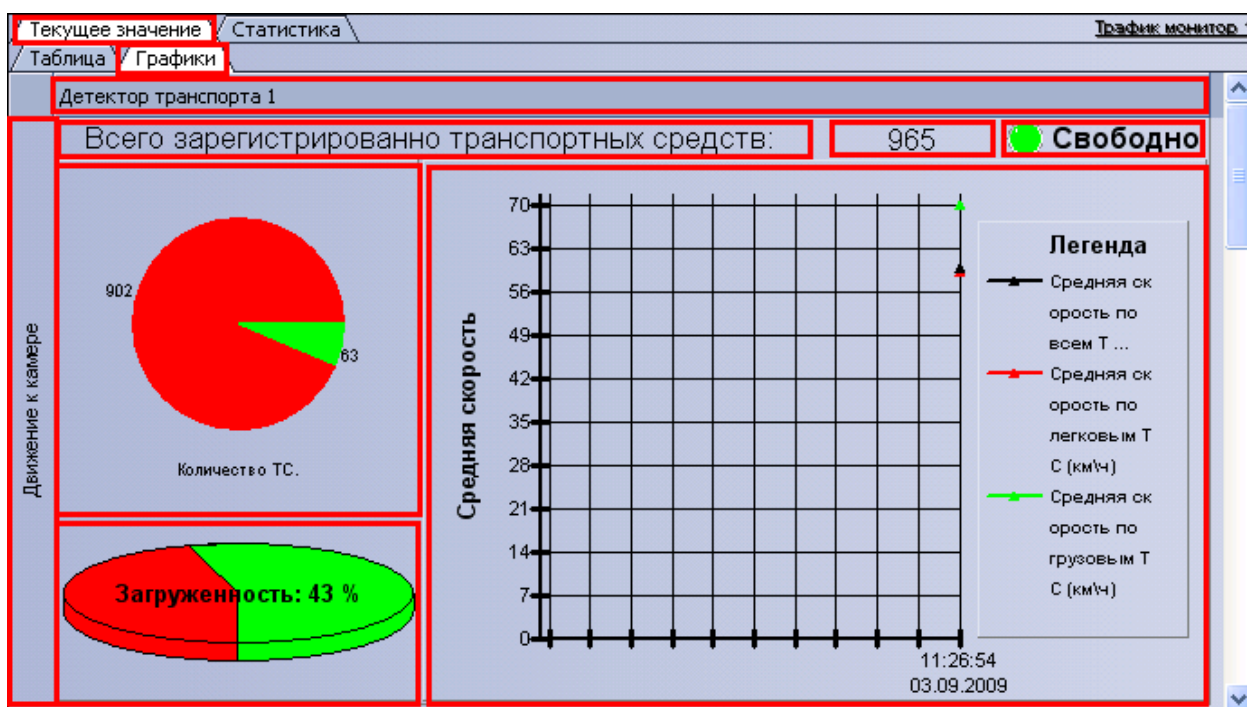 Текущее значение
Статистика
Трафик монитор 1
Таблица
Графики
Детектор транспорта 1
Всего зарегистрированно транспортных средств:
965
Свободно
Движение к камере
902
63
Количество ТС.
Загруженность: 43 %
Средняя скорость
70
63
56
49
42
35
28
21
14
7
0
11:26:54
03.09.2009
Легенда
Средняя ск
орость по
всем Т ...
Средняя ск
орость по
легковым Т
С (км\ч)
Средняя ск
орость по
грузовым Т
С (км\ч)